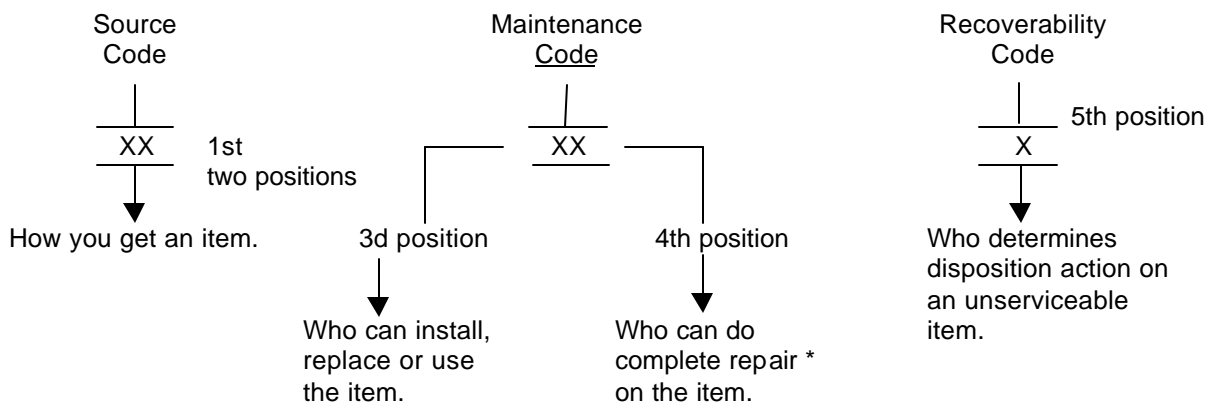 Source
Code
XX
1st
two positions
How you get an item.
Maintenance
Code
XX
3d position
Who can install,
replace or use
the item.
4th position
Who can do
complete repair *
on the item.
Recoverability
Code
5th position
X
Who determines
disposition action on
an unserviceable
item.